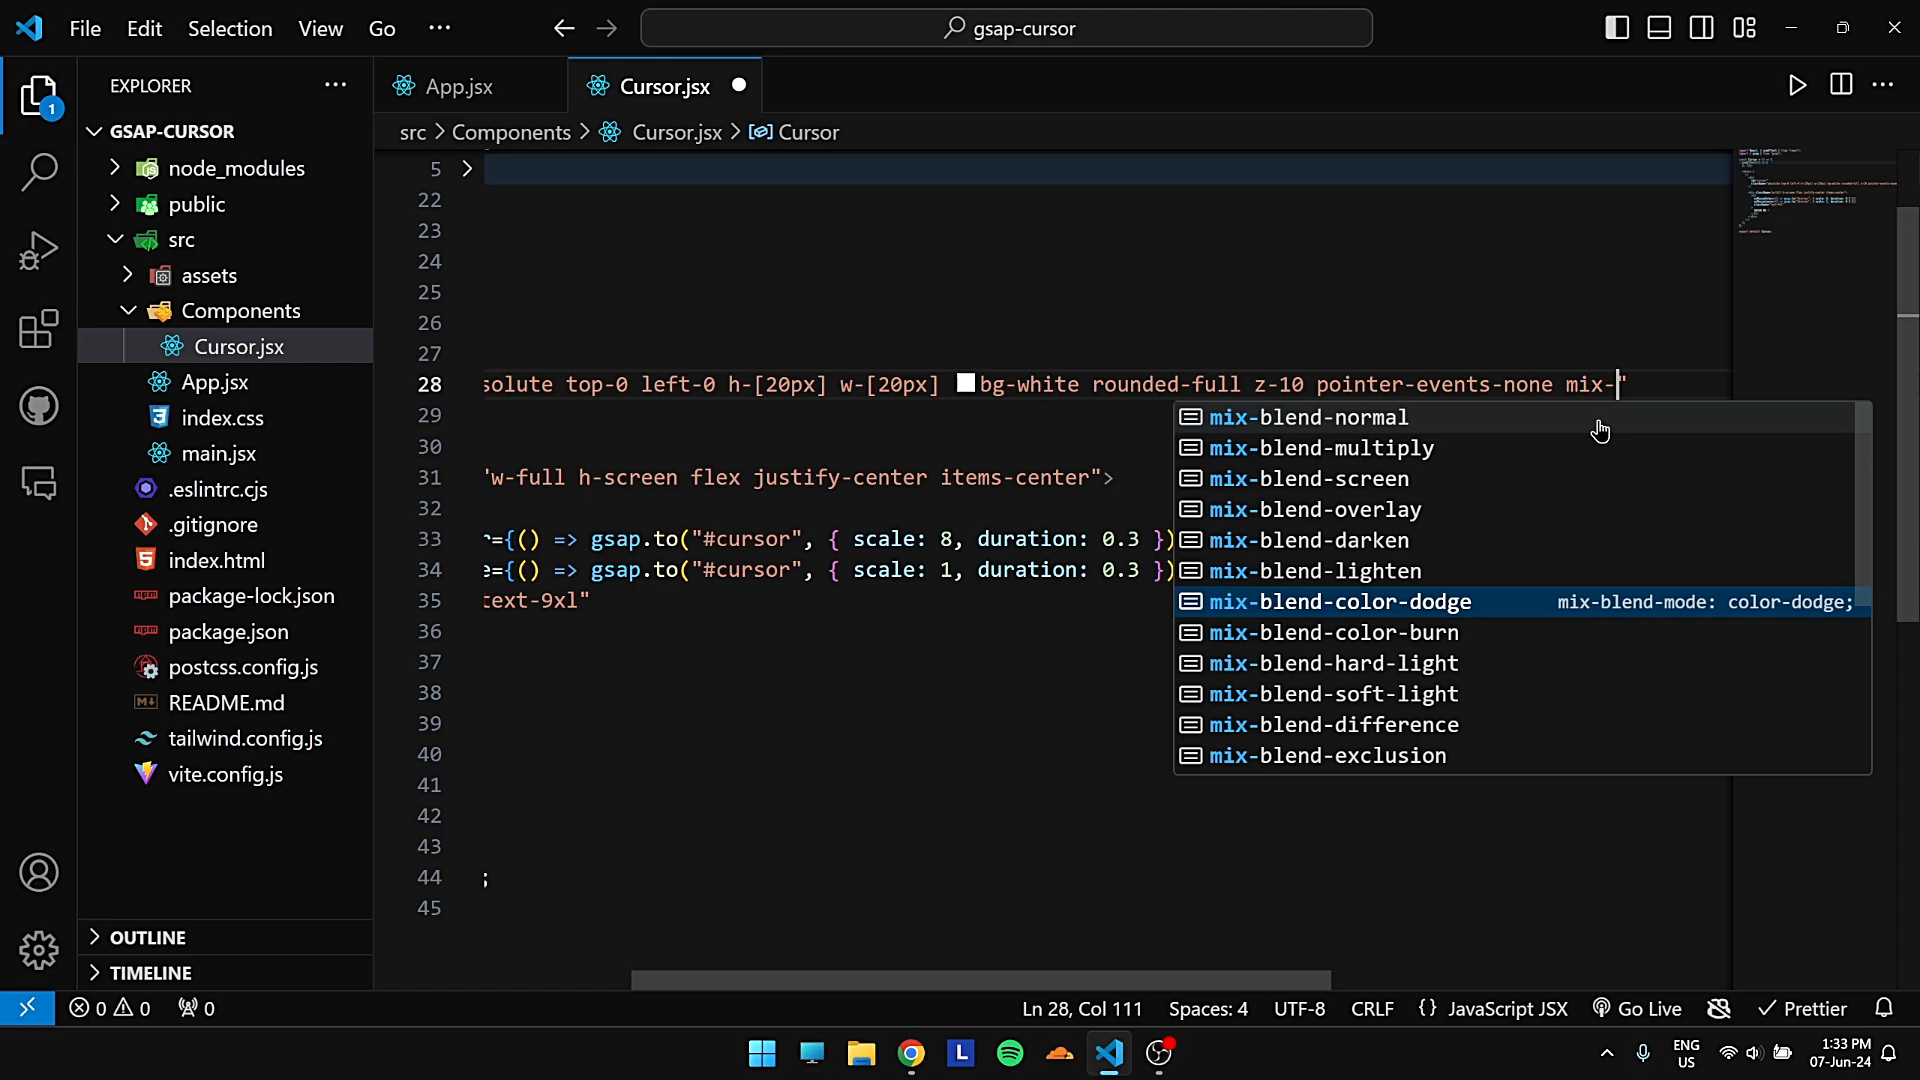 File Edit Selection View Go ...
gsap-cursor
EXPLORER ...
GSAP-CURSOR
node_modules
public
src
assets
Components
Cursor.jsx
App.jsx
index.css
main.jsx
.eslintrc.cjs
.gitignore
index.html
package-lock.json
package.json
postcss.config.js
README.md
tailwind.config.js
vite.config.js
OUTLINE
TIMELINE
1
App.jsx
Cursor.jsx
src > Components > Cursor.jsx > Cursor
5
22
23
24
25
26
27
28 solute top-0 left-0 h-[20px] w-[20px] bg-white rounded-full z-10 pointer-events-none mix-"
29
30
31 "w-full h-screen flex justify-center items-center">
32
33 ={() => gsap.to("#cursor", { scale: 8, duration: 0.3 })
34 ={() => gsap.to("#cursor", { scale: 1, duration: 0.3 })
35 text-9xl"
36
37
38
39
40
41
42
43
44 ;
45
mix-blend-normal
mix-blend-multiply
mix-blend-screen
mix-blend-overlay
mix-blend-darken
mix-blend-lighten
mix-blend-color-dodge mix-blend-mode: color-dodge;
mix-blend-color-burn
mix-blend-hard-light
mix-blend-soft-light
mix-blend-difference
mix-blend-exclusion
0 0 0 Ln 28, Col 111 Spaces: 4 UTF-8 CRLF {} JavaScript JSX Go Live Prettier
L
ENG
US
1:33 PM
07-Jun-24